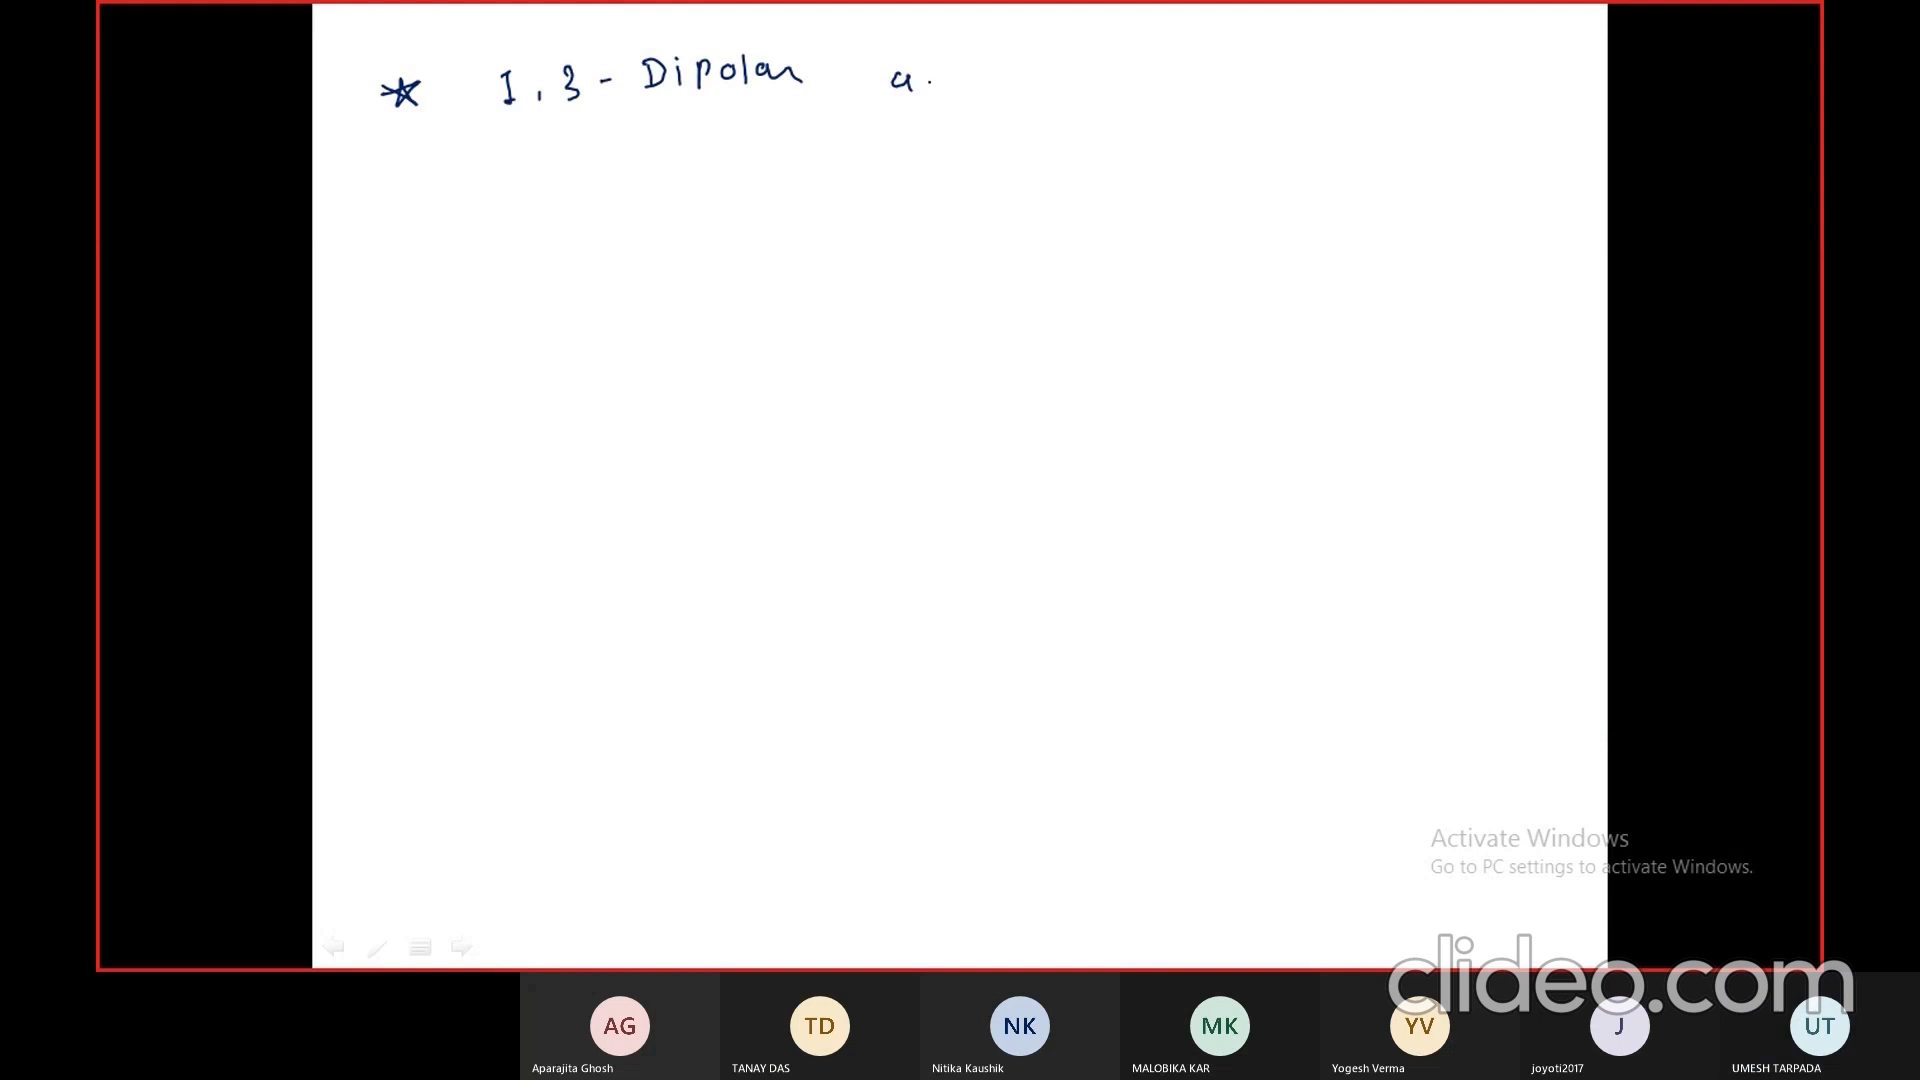 1,3 - Dipolar a.
Activate Windows
Go to PC settings to activate Windows.
clideo.com
AG TD NK MK YV J UT
Aparajita Ghosh TANAY DAS Nitika Kaushik MALOBIKA KAR Yogesh Verma joyoti2017 UMESH TARPADA